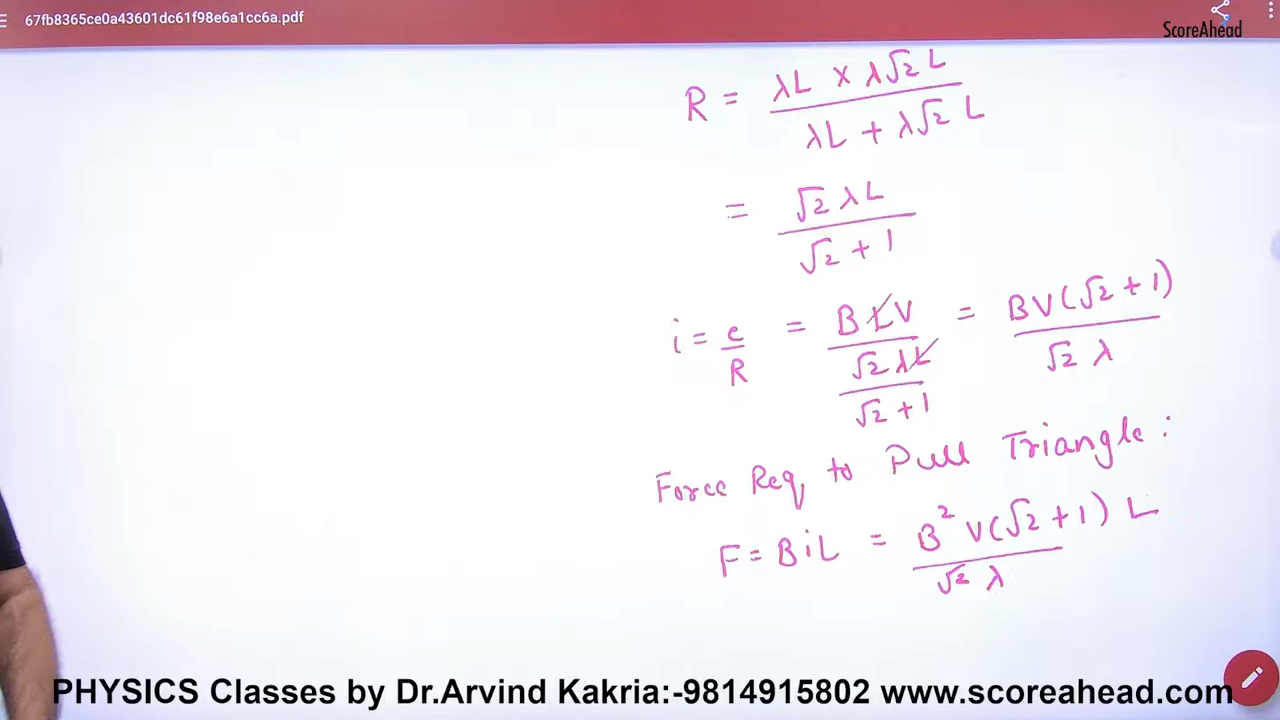 67fb8365ce0a43601dc61f98e6a1cc6a.pdf
ScoreAhead
R = λL × λ√2 L / λL + λ√2 L
= √2 λL / √2 + 1
i = e/R = BLV / (√2 λL / √2 + 1) = BV(√2 + 1) / √2 λ
Force Req to Pull Triangle :
F = BiL = B² V(√2 + 1) L / √2 λ
PHYSICS Classes by Dr.Arvind Kakria:-9814915802 www.scoreahead.com